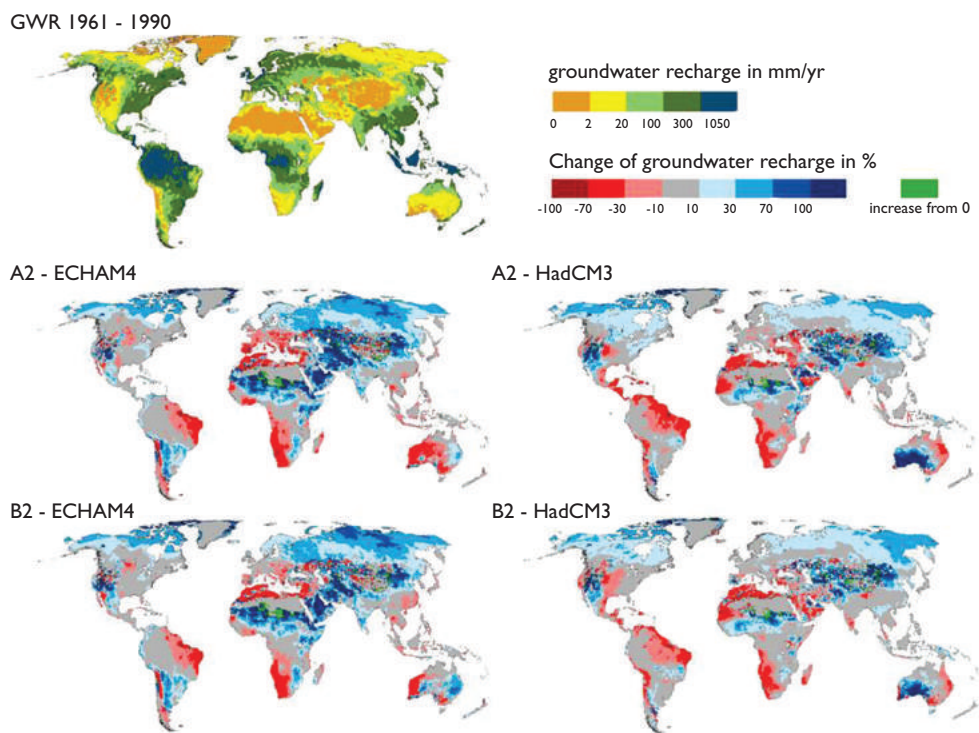 GWR 1961 - 1990
groundwater recharge in mm/yr
0 2 20 100 300 1050
Change of groundwater recharge in %
-100 -70 -30 -10 10 30 70 100 increase from 0
A2 - ECHAM4 A2 - HadCM3
B2 - ECHAM4 B2 - HadCM3